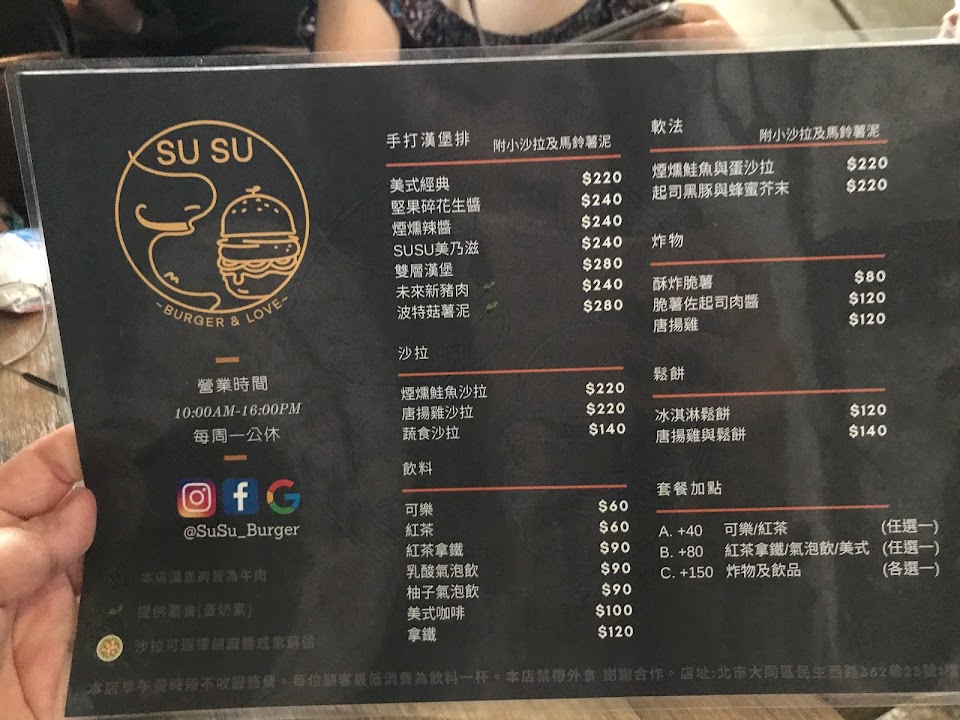 SU SU
~BURGER & LOVE~
營業時間
10:00AM-16:00PM
每周一公休
@SuSu_Burger
本店漢堡肉皆為牛肉
提供素食(蛋奶素)
沙拉可選擇胡麻醬或紫蘇醬
手打漢堡排 附小沙拉及馬鈴薯泥
美式經典 $220
堅果碎花生醬 $240
煙燻辣醬 $240
SUSU美乃滋 $240
雙層漢堡 $280
未來新豬肉 $240
波特菇薯泥 $280
沙拉
煙燻鮭魚沙拉 $220
唐揚雞沙拉 $220
蔬食沙拉 $140
飲料
可樂 $60
紅茶 $60
紅茶拿鐵 $90
乳酸氣泡飲 $90
柚子氣泡飲 $90
美式咖啡 $100
拿鐵 $120
軟法 附小沙拉及馬鈴薯泥
煙燻鮭魚與蛋沙拉 $220
起司黑豚與蜂蜜芥末 $220
炸物
酥炸脆薯 $80
脆薯佐起司肉醬 $120
唐揚雞 $120
鬆餅
冰淇淋鬆餅 $120
唐揚雞與鬆餅 $140
套餐加點
A. +40 可樂/紅茶 (任選一)
B. +80 紅茶拿鐵/氣泡飲/美式 (任選一)
C. +150 炸物及飲品 (各選一)
本店早午餐時段不收服務費。每位顧客最低消費為飲料一杯。本店禁帶外食 謝謝合作。店址:北市大同區民生西路362巷23號1樓